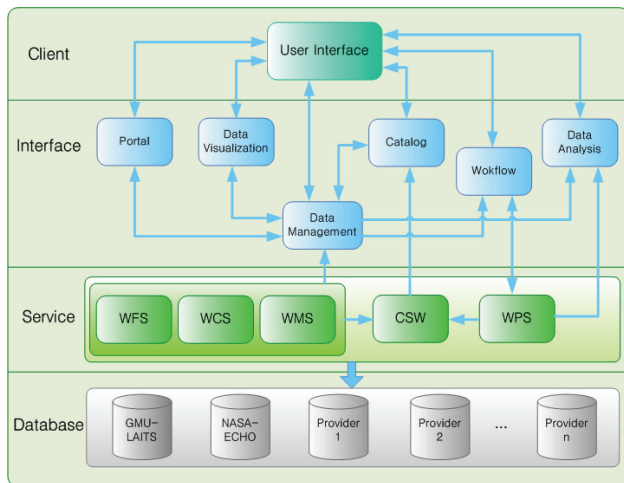 Client
User Interface
Interface
Portal
Data
Visualization
Catalog
Wokflow
Data
Analysis
Data
Management
Service
WFS
WCS
WMS
CSW
WPS
Database
GMU–
LAITS
NASA–
ECHO
Provider
1
Provider
2
...
Provider
n